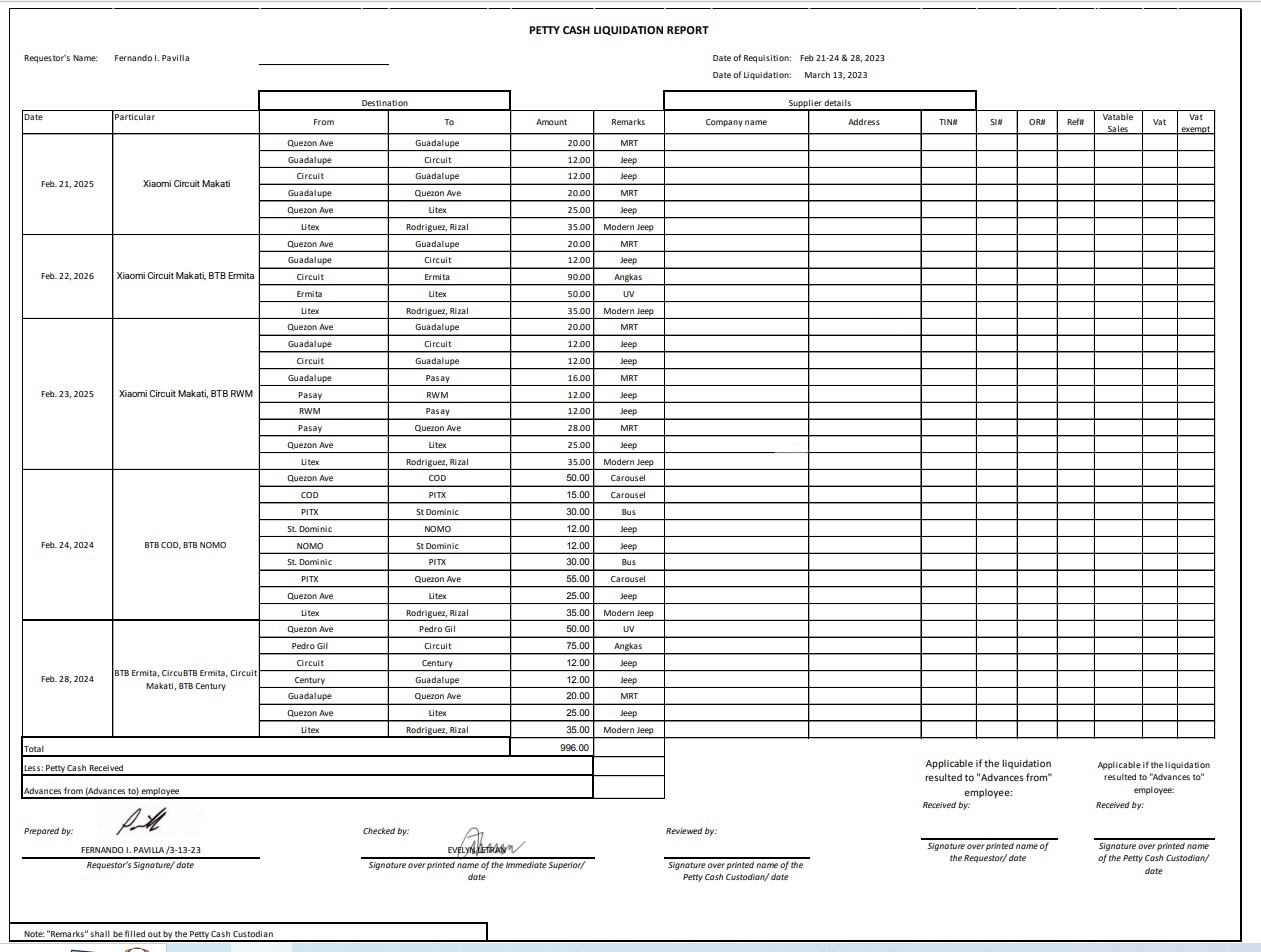 PETTY CASH LIQUIDATION REPORT
Requestor's Name: Fernando I. Pavilla Date of Requisition: Feb 21-24 & 28, 2023
Date of Liquidation: March 13, 2023
Destination Supplier details
Date Particular From To Amount Remarks Company name Address TIN# SI# OR# Ref# Vatable Sales Vat Vat exempt
Feb. 21, 2025 Xiaomi Circuit Makati
Quezon Ave Guadalupe 20.00 MRT
Guadalupe Circuit 12.00 Jeep
Circuit Guadalupe 12.00 Jeep
Guadalupe Quezon Ave 20.00 MRT
Quezon Ave Litex 25.00 Jeep
Litex Rodriguez, Rizal 35.00 Modern Jeep
Feb. 22, 2026 Xiaomi Circuit Makati, BTB Ermita
Quezon Ave Guadalupe 20.00 MRT
Guadalupe Circuit 12.00 Jeep
Circuit Ermita 90.00 Angkas
Ermita Litex 50.00 UV
Litex Rodriguez, Rizal 35.00 Modern Jeep
Feb. 23, 2025 Xiaomi Circuit Makati, BTB RWM
Quezon Ave Guadalupe 20.00 MRT
Guadalupe Circuit 12.00 Jeep
Circuit Guadalupe 12.00 Jeep
Guadalupe Pasay 16.00 MRT
Pasay RWM 12.00 Jeep
RWM Pasay 12.00 Jeep
Pasay Quezon Ave 28.00 MRT
Quezon Ave Litex 25.00 Jeep
Litex Rodriguez, Rizal 35.00 Modern Jeep
Feb. 24, 2024 BTB COD, BTB NOMO
Quezon Ave COD 50.00 Carousel
COD PITX 15.00 Carousel
PITX St Dominic 30.00 Bus
St. Dominic NOMO 12.00 Jeep
NOMO St Dominic 12.00 Jeep
St. Dominic PITX 30.00 Bus
PITX Quezon Ave 55.00 Carousel
Quezon Ave Litex 25.00 Jeep
Litex Rodriguez, Rizal 35.00 Modern Jeep
Feb. 28, 2024 BTB Ermita, CircuBTB Ermita, Circuit
Makati, BTB Century
Quezon Ave Pedro Gil 50.00 UV
Pedro Gil Circuit 75.00 Angkas
Circuit Century 12.00 Jeep
Century Guadalupe 12.00 Jeep
Guadalupe Quezon Ave 20.00 MRT
Quezon Ave Litex 25.00 Jeep
Litex Rodriguez, Rizal 35.00 Modern Jeep
Total 996.00
Less: Petty Cash Received
Advances from (Advances to) employee
Applicable if the liquidation
resulted to "Advances from"
employee:
Received by:
Applicable if the liquidation
resulted to "Advances to"
employee:
Received by:
Prepared by: Checked by: Reviewed by:
FERNANDO I. PAVILLA /3-13-23 EVELYN LETRAN
Requestor's Signature/ date
Signature over printed name of the Immediate Superior/
date
Signature over printed name of the
Petty Cash Custodian/ date
Signature over printed name of
the Requestor/ date
Signature over printed name
of the Petty Cash Custodian/
date
Note: "Remarks" shall be filled out by the Petty Cash Custodian